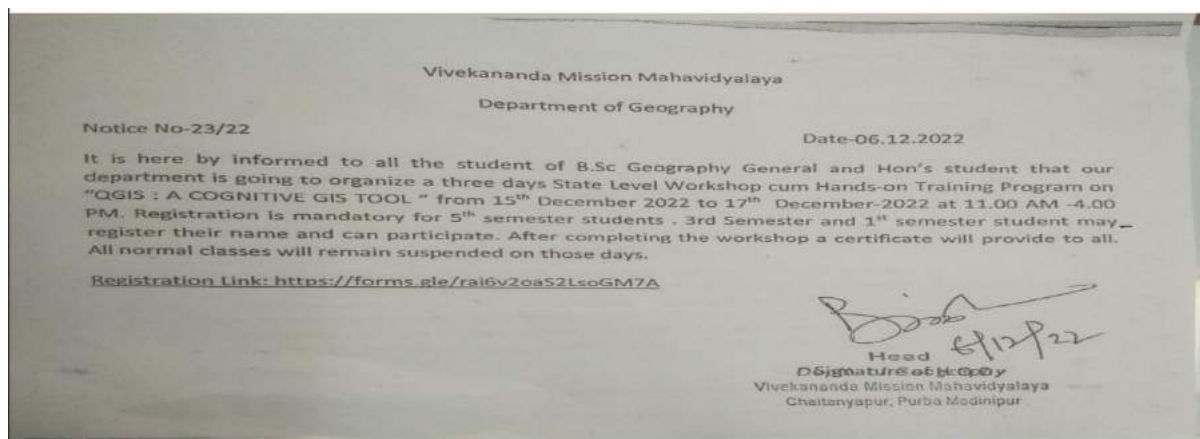 Vivekananda Mission Mahavidyalaya
Department of Geography
Notice No-23/22 Date-06.12.2022
It is here by informed to all the student of B.Sc Geography General and Hon's student that our
department is going to organize a three days State Level Workshop cum Hands-on Training Program on
"QGIS : A COGNITIVE GIS TOOL " from 15th December 2022 to 17th December-2022 at 11.00 AM -4.00
PM. Registration is mandatory for 5th semester students . 3rd Semester and 1st semester student may
register their name and can participate. After completing the workshop a certificate will provide to all.
All normal classes will remain suspended on those days.
Registration Link: https://forms.gle/rai6v2oaS2LsoGM7A
6/12/22
Head
Vivekananda Mission Mahavidyalaya
Chaitanyapur, Purba Medinipur